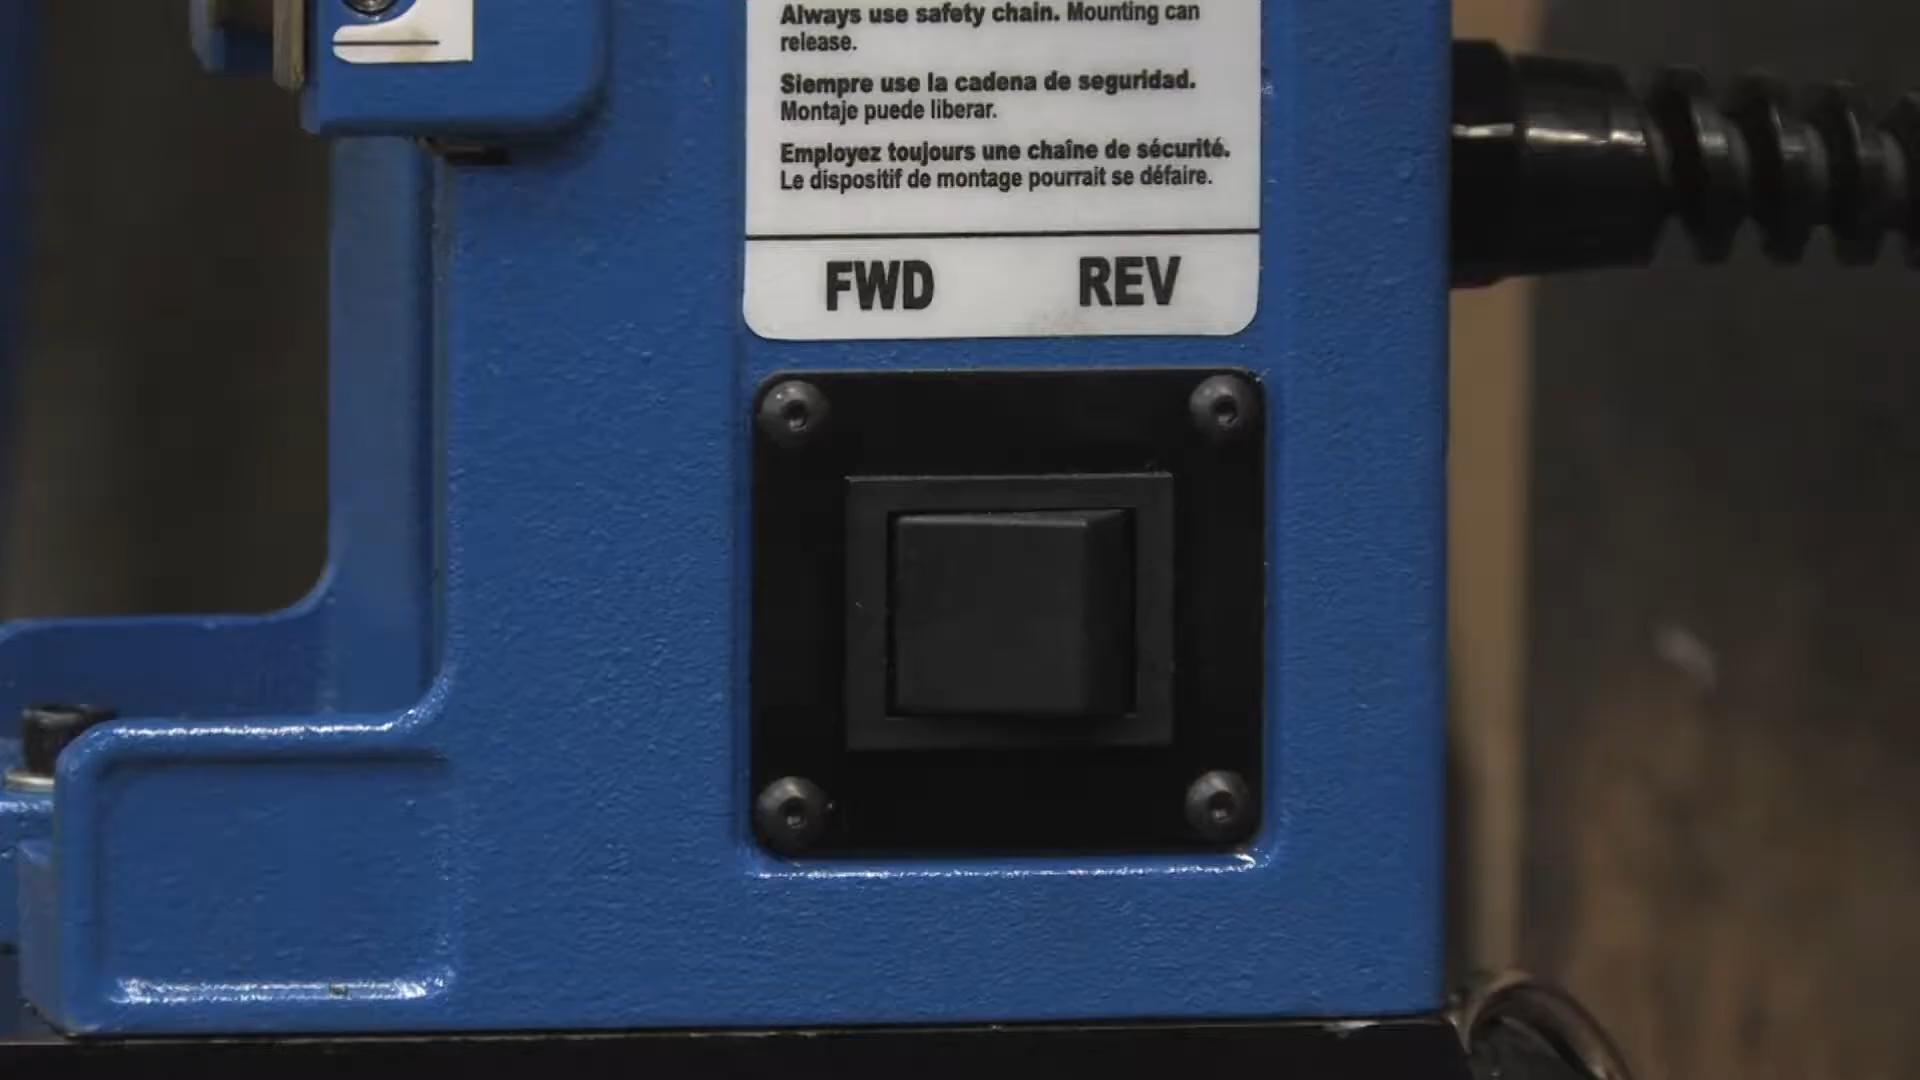 Always use safety chain. Mounting can
release.
Siempre use la cadena de seguridad.
Montaje puede liberar.
Employez toujours une chaîne de sécurité.
Le dispositif de montage pourrait se défaire.
FWD REV